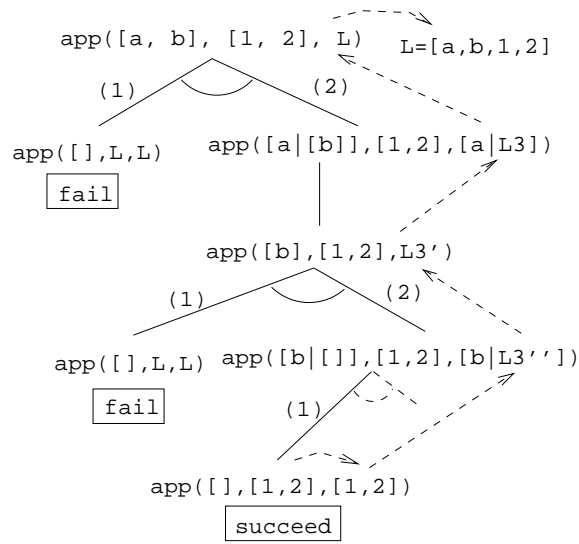 app([a, b], [1, 2], L)
L=[a,b,1,2]
(1)
(2)
app([],L,L)
app([a|[b]],[1,2],[a|L3])
fail
app([b],[1,2],L3')
(1)
(2)
app([],L,L)
app([b|[]],[1,2],[b|L3''])
fail
(1)
app([],[1,2],[1,2])
succeed